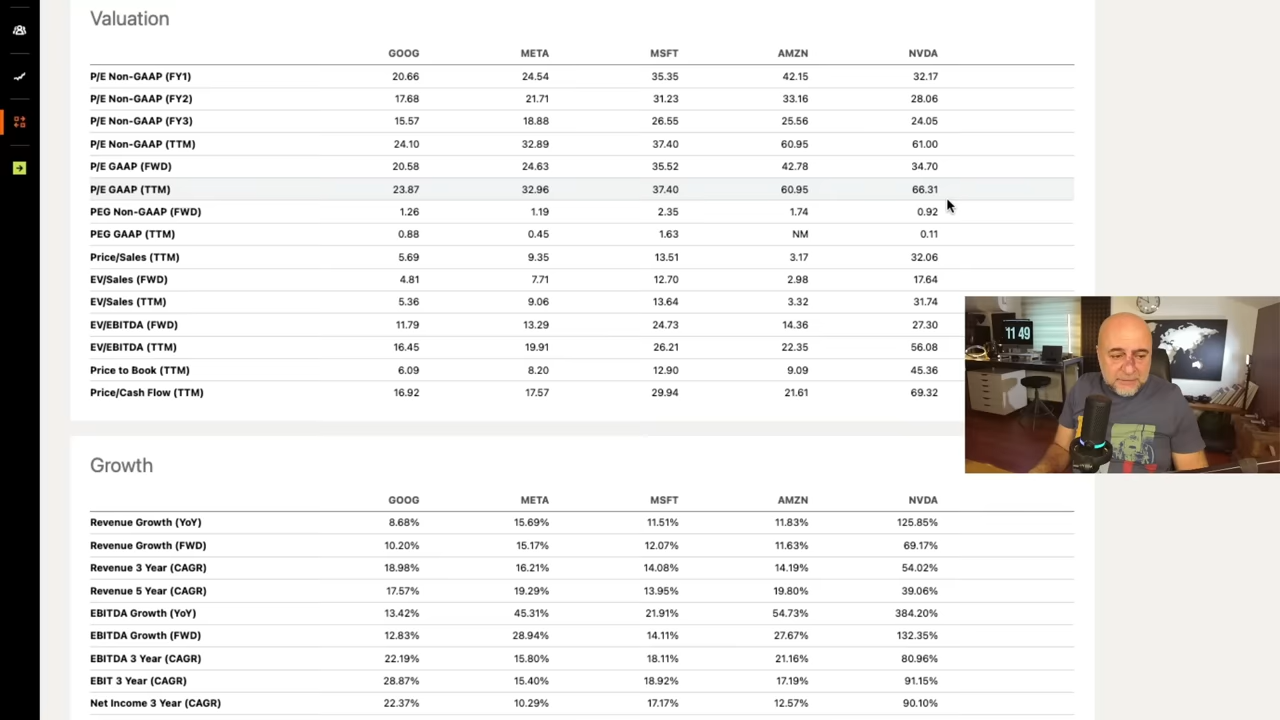 Valuation
GOOG META MSFT AMZN NVDA
P/E Non-GAAP (FY1) 20.66 24.54 35.35 42.15 32.17
P/E Non-GAAP (FY2) 17.68 21.71 31.23 33.16 28.06
P/E Non-GAAP (FY3) 15.57 18.88 26.55 25.56 24.05
P/E Non-GAAP (TTM) 24.10 32.89 37.40 60.95 61.00
P/E GAAP (FWD) 20.58 24.63 35.52 42.78 34.70
P/E GAAP (TTM) 23.87 32.96 37.40 60.95 66.31
PEG Non-GAAP (FWD) 1.26 1.19 2.35 1.74 0.92
PEG GAAP (TTM) 0.88 0.45 1.63 NM 0.11
Price/Sales (TTM) 5.69 9.35 13.51 3.17 32.06
EV/Sales (FWD) 4.81 7.71 12.70 2.98 17.64
EV/Sales (TTM) 5.36 9.06 13.64 3.32 31.74
EV/EBITDA (FWD) 11.79 13.29 24.73 14.36 27.30
EV/EBITDA (TTM) 16.45 19.91 26.21 22.35 56.08
Price to Book (TTM) 6.09 8.20 12.90 9.09 45.36
Price/Cash Flow (TTM) 16.92 17.57 29.94 21.61 69.32
11 49
Growth
GOOG META MSFT AMZN NVDA
Revenue Growth (YoY) 8.68% 15.69% 11.51% 11.83% 125.85%
Revenue Growth (FWD) 10.20% 15.17% 12.07% 11.63% 69.17%
Revenue 3 Year (CAGR) 18.98% 16.21% 14.08% 14.19% 54.02%
Revenue 5 Year (CAGR) 17.57% 19.29% 13.95% 19.80% 39.06%
EBITDA Growth (YoY) 13.42% 45.31% 21.91% 54.73% 384.20%
EBITDA Growth (FWD) 12.83% 28.94% 14.11% 27.67% 132.35%
EBITDA 3 Year (CAGR) 22.19% 15.80% 18.11% 21.16% 80.96%
EBIT 3 Year (CAGR) 28.87% 15.40% 18.92% 17.19% 91.15%
Net Income 3 Year (CAGR) 22.37% 10.29% 17.17% 12.57% 90.10%